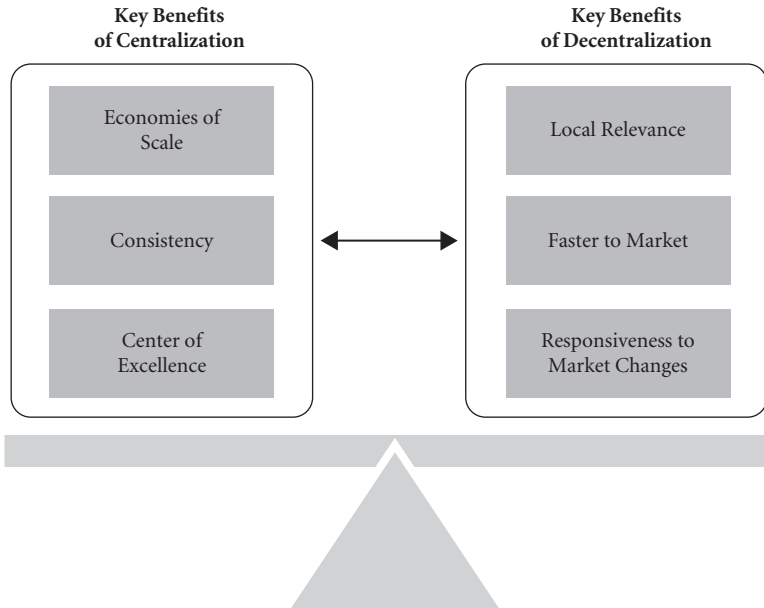 Key Benefits
of Centralization
Economies of
Scale
Consistency
Center of
Excellence
Key Benefits
of Decentralization
Local Relevance
Faster to Market
Responsiveness to
Market Changes